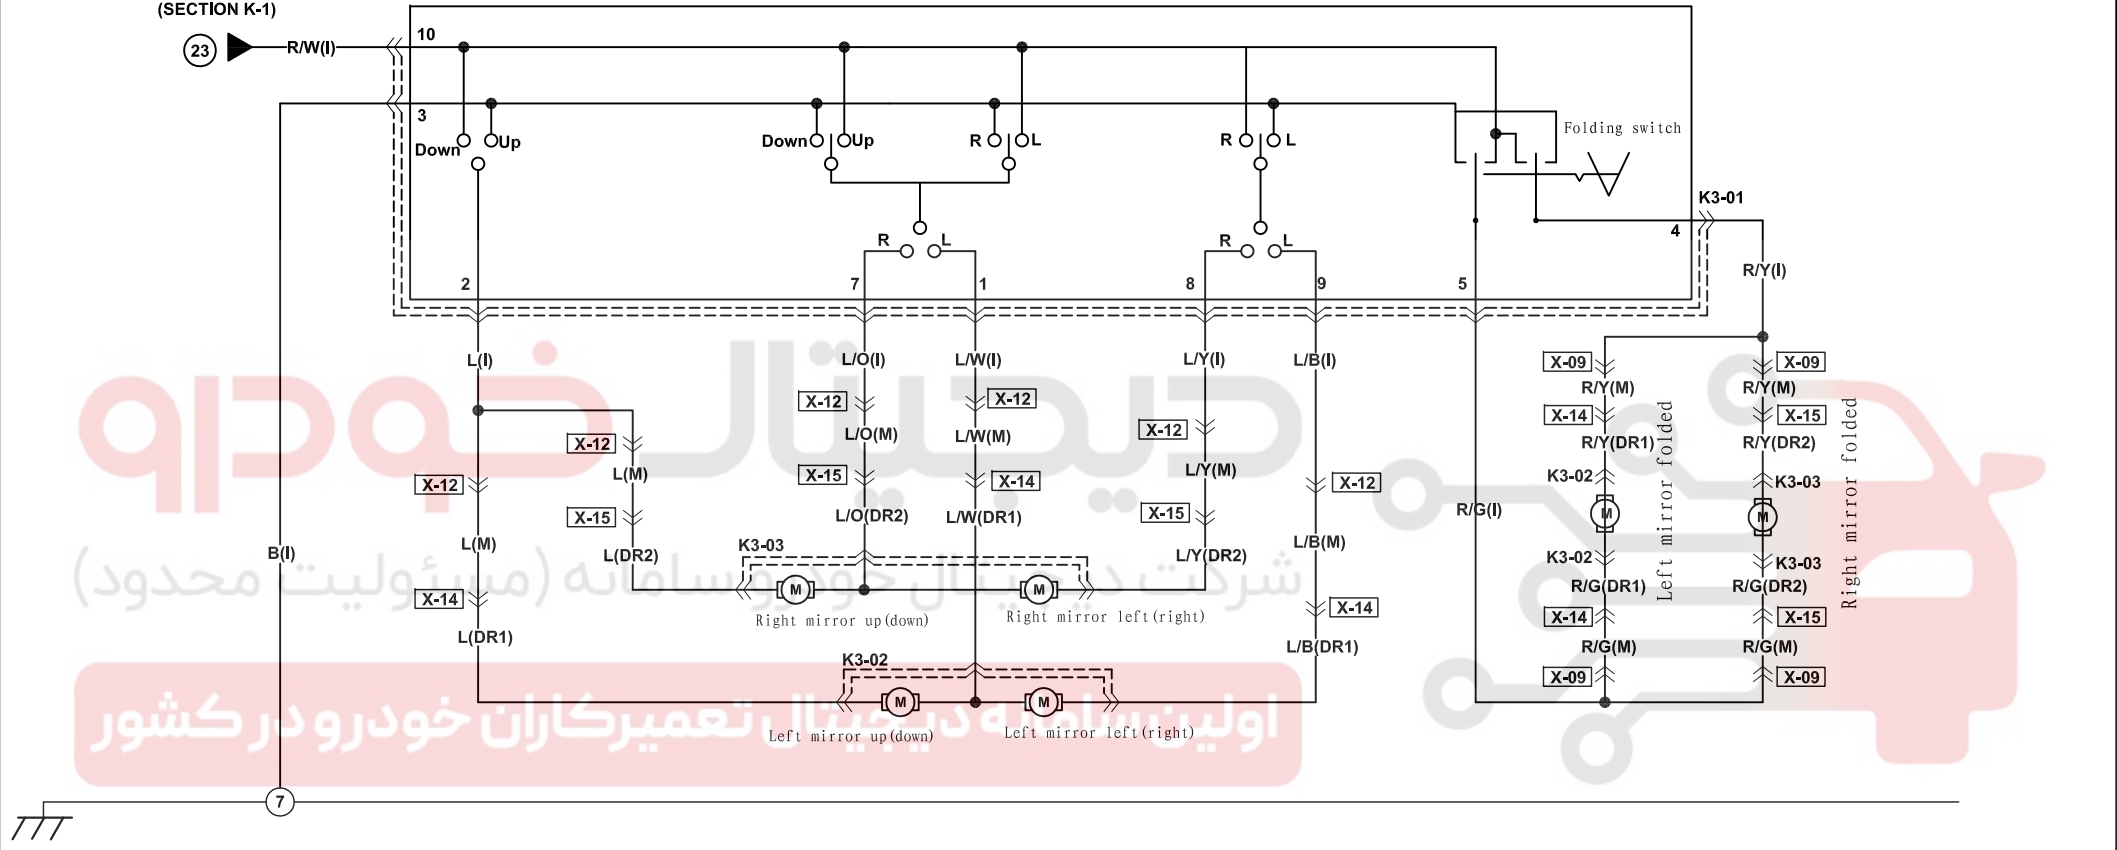 (SECTION K-1)
23
R/W(I)
10
3
Down
Up
Down
Up
R
L
R
L
Folding switch
K3-01
R
L
R
L
4
2
7
1
8
9
5
R/Y(I)
L(I)
L/O(I)
L/W(I)
L/Y(I)
L/B(I)
X-09
X-09
R/Y(M)
R/Y(M)
X-12
X-12
X-14
X-15
X-12
L/O(M)
L/W(M)
X-12
R/Y(DR1)
R/Y(DR2)
L(M)
X-15
X-14
L/Y(M)
K3-02
K3-03
X-12
X-12
X-15
L/O(DR2)
L/W(DR1)
X-15
R/G(I)
M
M
Left mirror folded
Right mirror folded
B(I)
L(M)
L(DR2)
K3-03
L/Y(DR2)
L/B(M)
K3-02
K3-03
M
M
R/G(DR1)
R/G(DR2)
X-14
Right mirror up(down)
Right mirror left(right)
X-14
X-14
X-15
L(DR1)
L/B(DR1)
R/G(M)
R/G(M)
K3-02
X-09
X-09
M
M
Left mirror up(down)
Left mirror left(right)
7
دیجیتال خودرو
شرکت دیجیتال خودرو سامانه (مسئولیت محدود)
اولین سامانه دیجیتال تعمیرکاران خودرو در کشور